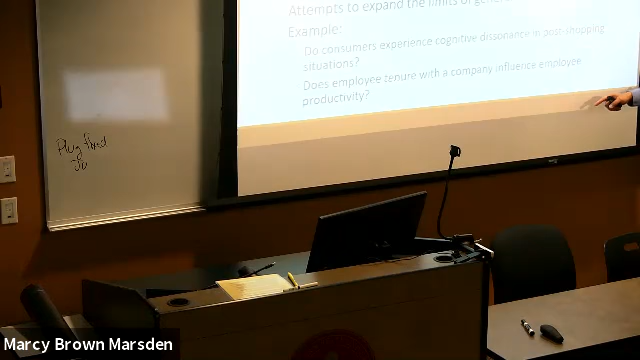 Attempts to expand the limits of
Example:
Do consumers experience cognitive dissonance in post-shopping
situations?
Does employee tenure with a company influence employee
productivity?
Plug
Marcy Brown Marsden